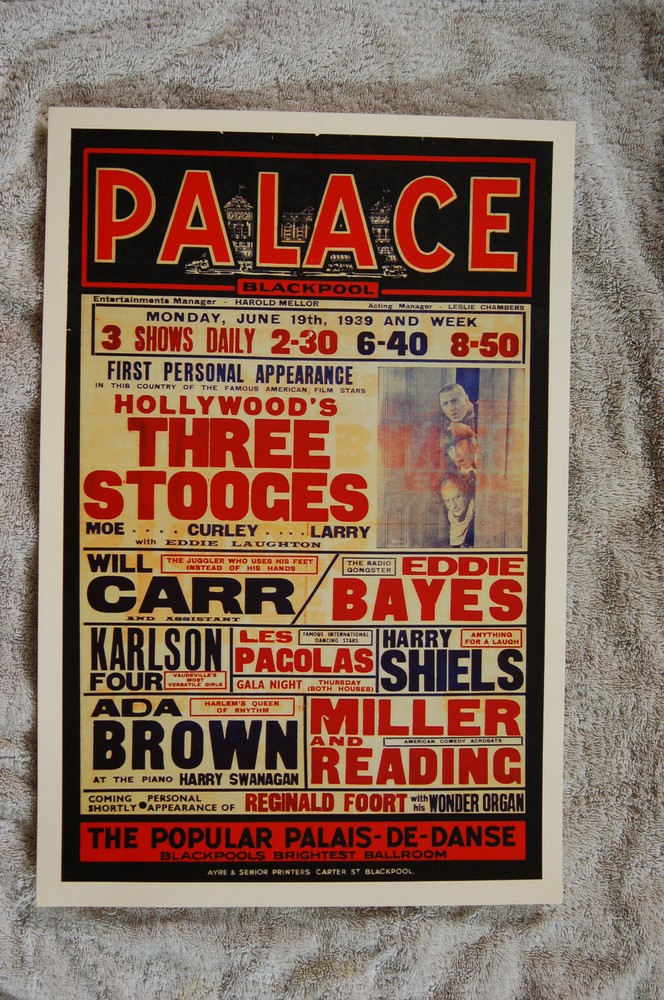 PALACE
BLACKPOOL
Entertainments Manager - HAROLD MELLOR Acting Manager - LESLIE CHAMBERS
MONDAY, JUNE 19th, 1939 AND WEEK
3 SHOWS DAILY 2-30 6-40 8-50
FIRST PERSONAL APPEARANCE
IN THIS COUNTRY OF THE FAMOUS AMERICAN FILM STARS
HOLLYWOOD'S
THREE
STOOGES
MOE .... CURLEY .... LARRY
with EDDIE LAUGHTON
WILL
THE JUGGLER WHO USES HIS FEET
INSTEAD OF HIS HANDS
CARR
AND ASSISTANT
THE RADIO
GONGSTER
EDDIE
BAYES
KARLSON
FOUR
VAUDEVILLE'S
MOST
VERSATILE GIRLS
LES
FAMOUS INTERNATIONAL
DANCING STARS
PAGOLAS
GALA NIGHT THURSDAY
(BOTH HOUSES)
HARRY
ANYTHING
FOR A LAUGH
SHIELS
ADA
HARLEM'S QUEEN
OF RHYTHM
BROWN
AT THE PIANO HARRY SWANAGAN
MILLER
AND
AMERICAN COMEDY ACROBATS
READING
COMING SHORTLY • PERSONAL APPEARANCE OF REGINALD FOORT with his WONDER ORGAN
THE POPULAR PALAIS-DE-DANSE
BLACKPOOLS BRIGHTEST BALLROOM
AYRE & SENIOR PRINTERS CARTER ST BLACKPOOL.